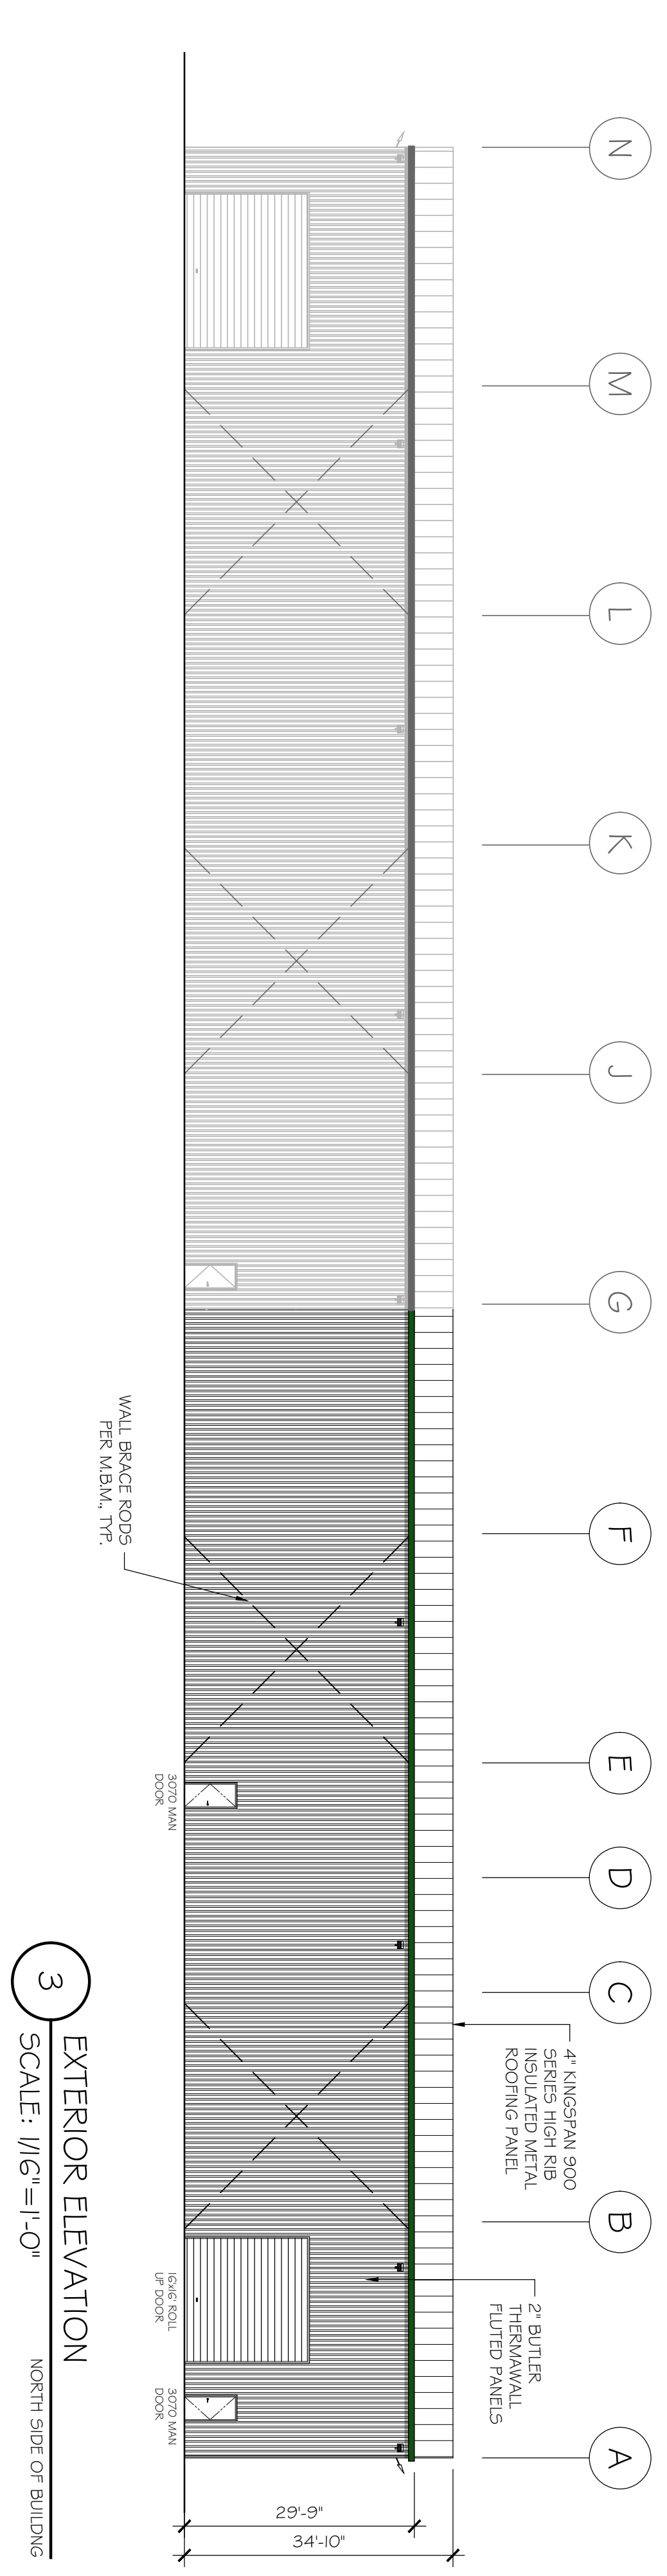 N
M
L
K
J
G
F
E
D
C
B
A
4" KINGSPAN 900
SERIES HIGH RIB
INSULATED METAL
ROOFING PANEL
2" BUTLER
THERMAWALL
FLUTED PANELS
29'-9"
34'-10"
WALL BRACE RODS
PER M.B.M., TYP.
3070 MAN
DOOR
16'x16' ROLL
UP DOOR
3070 MAN
DOOR
3
EXTERIOR ELEVATION
SCALE: 1/16"=1'-0"
NORTH SIDE OF BUILDNG